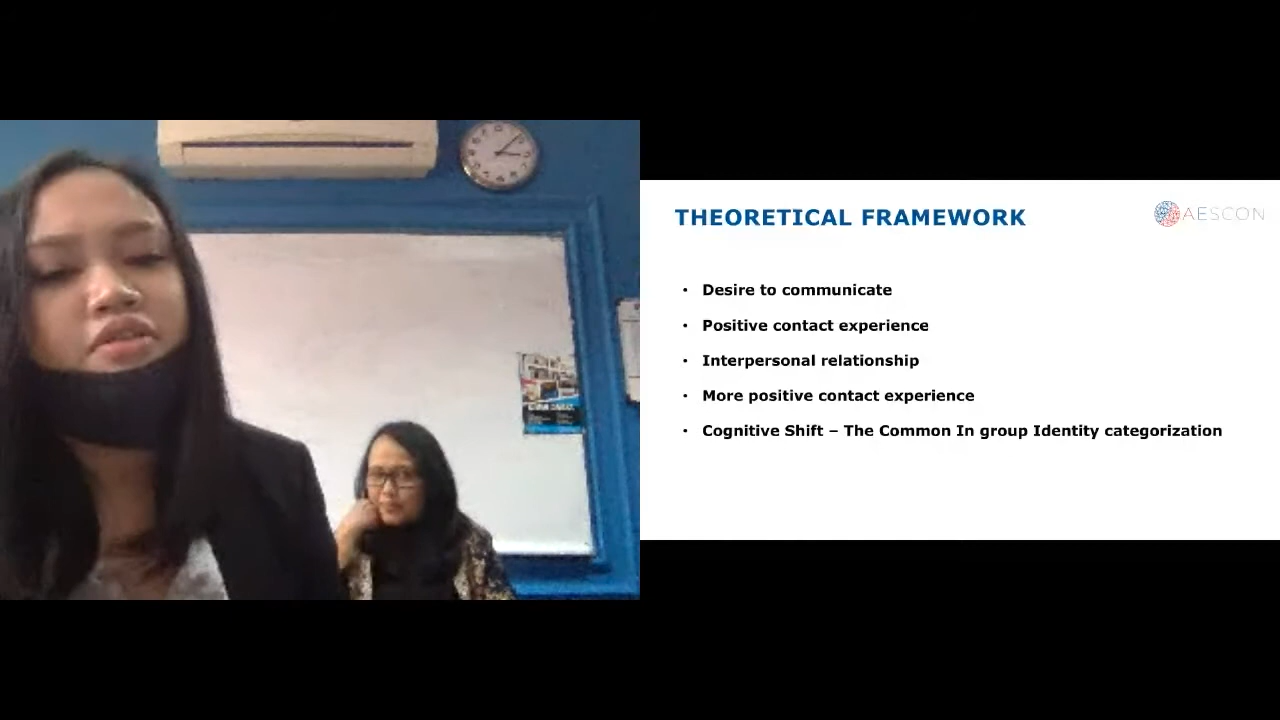 THEORETICAL FRAMEWORK
AESCON
• Desire to communicate
• Positive contact experience
• Interpersonal relationship
• More positive contact experience
• Cognitive Shift – The Common In group Identity categorization